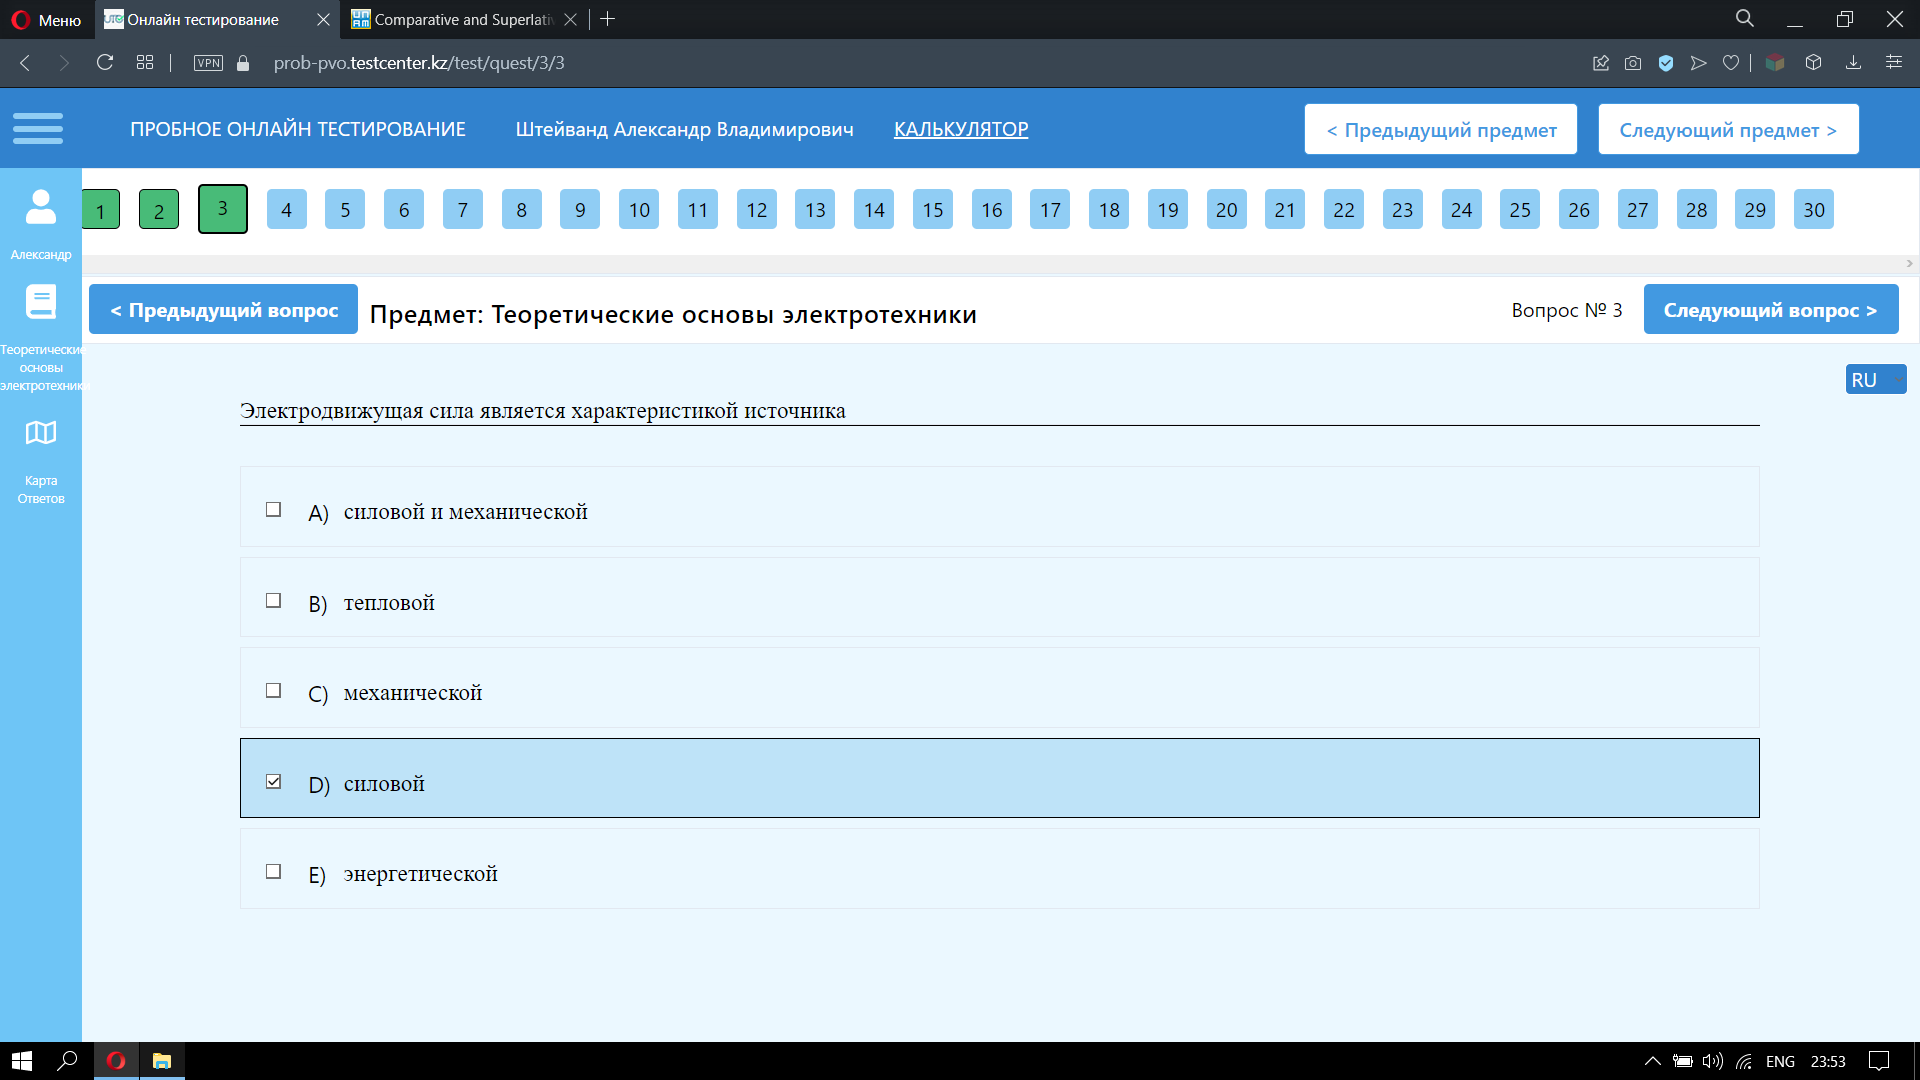 Меню
Онлайн тестирование
Comparative and Superlati
VPN
prob-pvo.testcenter.kz/test/quest/3/3
ПРОБНОЕ ОНЛАЙН ТЕСТИРОВАНИЕ
Штейванд Александр Владимирович
КАЛЬКУЛЯТОР
< Предыдущий предмет
Следующий предмет >
1 2 3 4 5 6 7 8 9 10 11 12 13 14 15 16 17 18 19 20 21 22 23 24 25 26 27 28 29 30
Александр
Теоретические
основы
электротехники
Карта
Ответов
< Предыдущий вопрос
Предмет: Теоретические основы электротехники
Вопрос № 3
Следующий вопрос >
RU
Электродвижущая сила является характеристикой источника
A) силовой и механической
B) тепловой
C) механической
D) силовой
E) энергетической
ENG
23:53